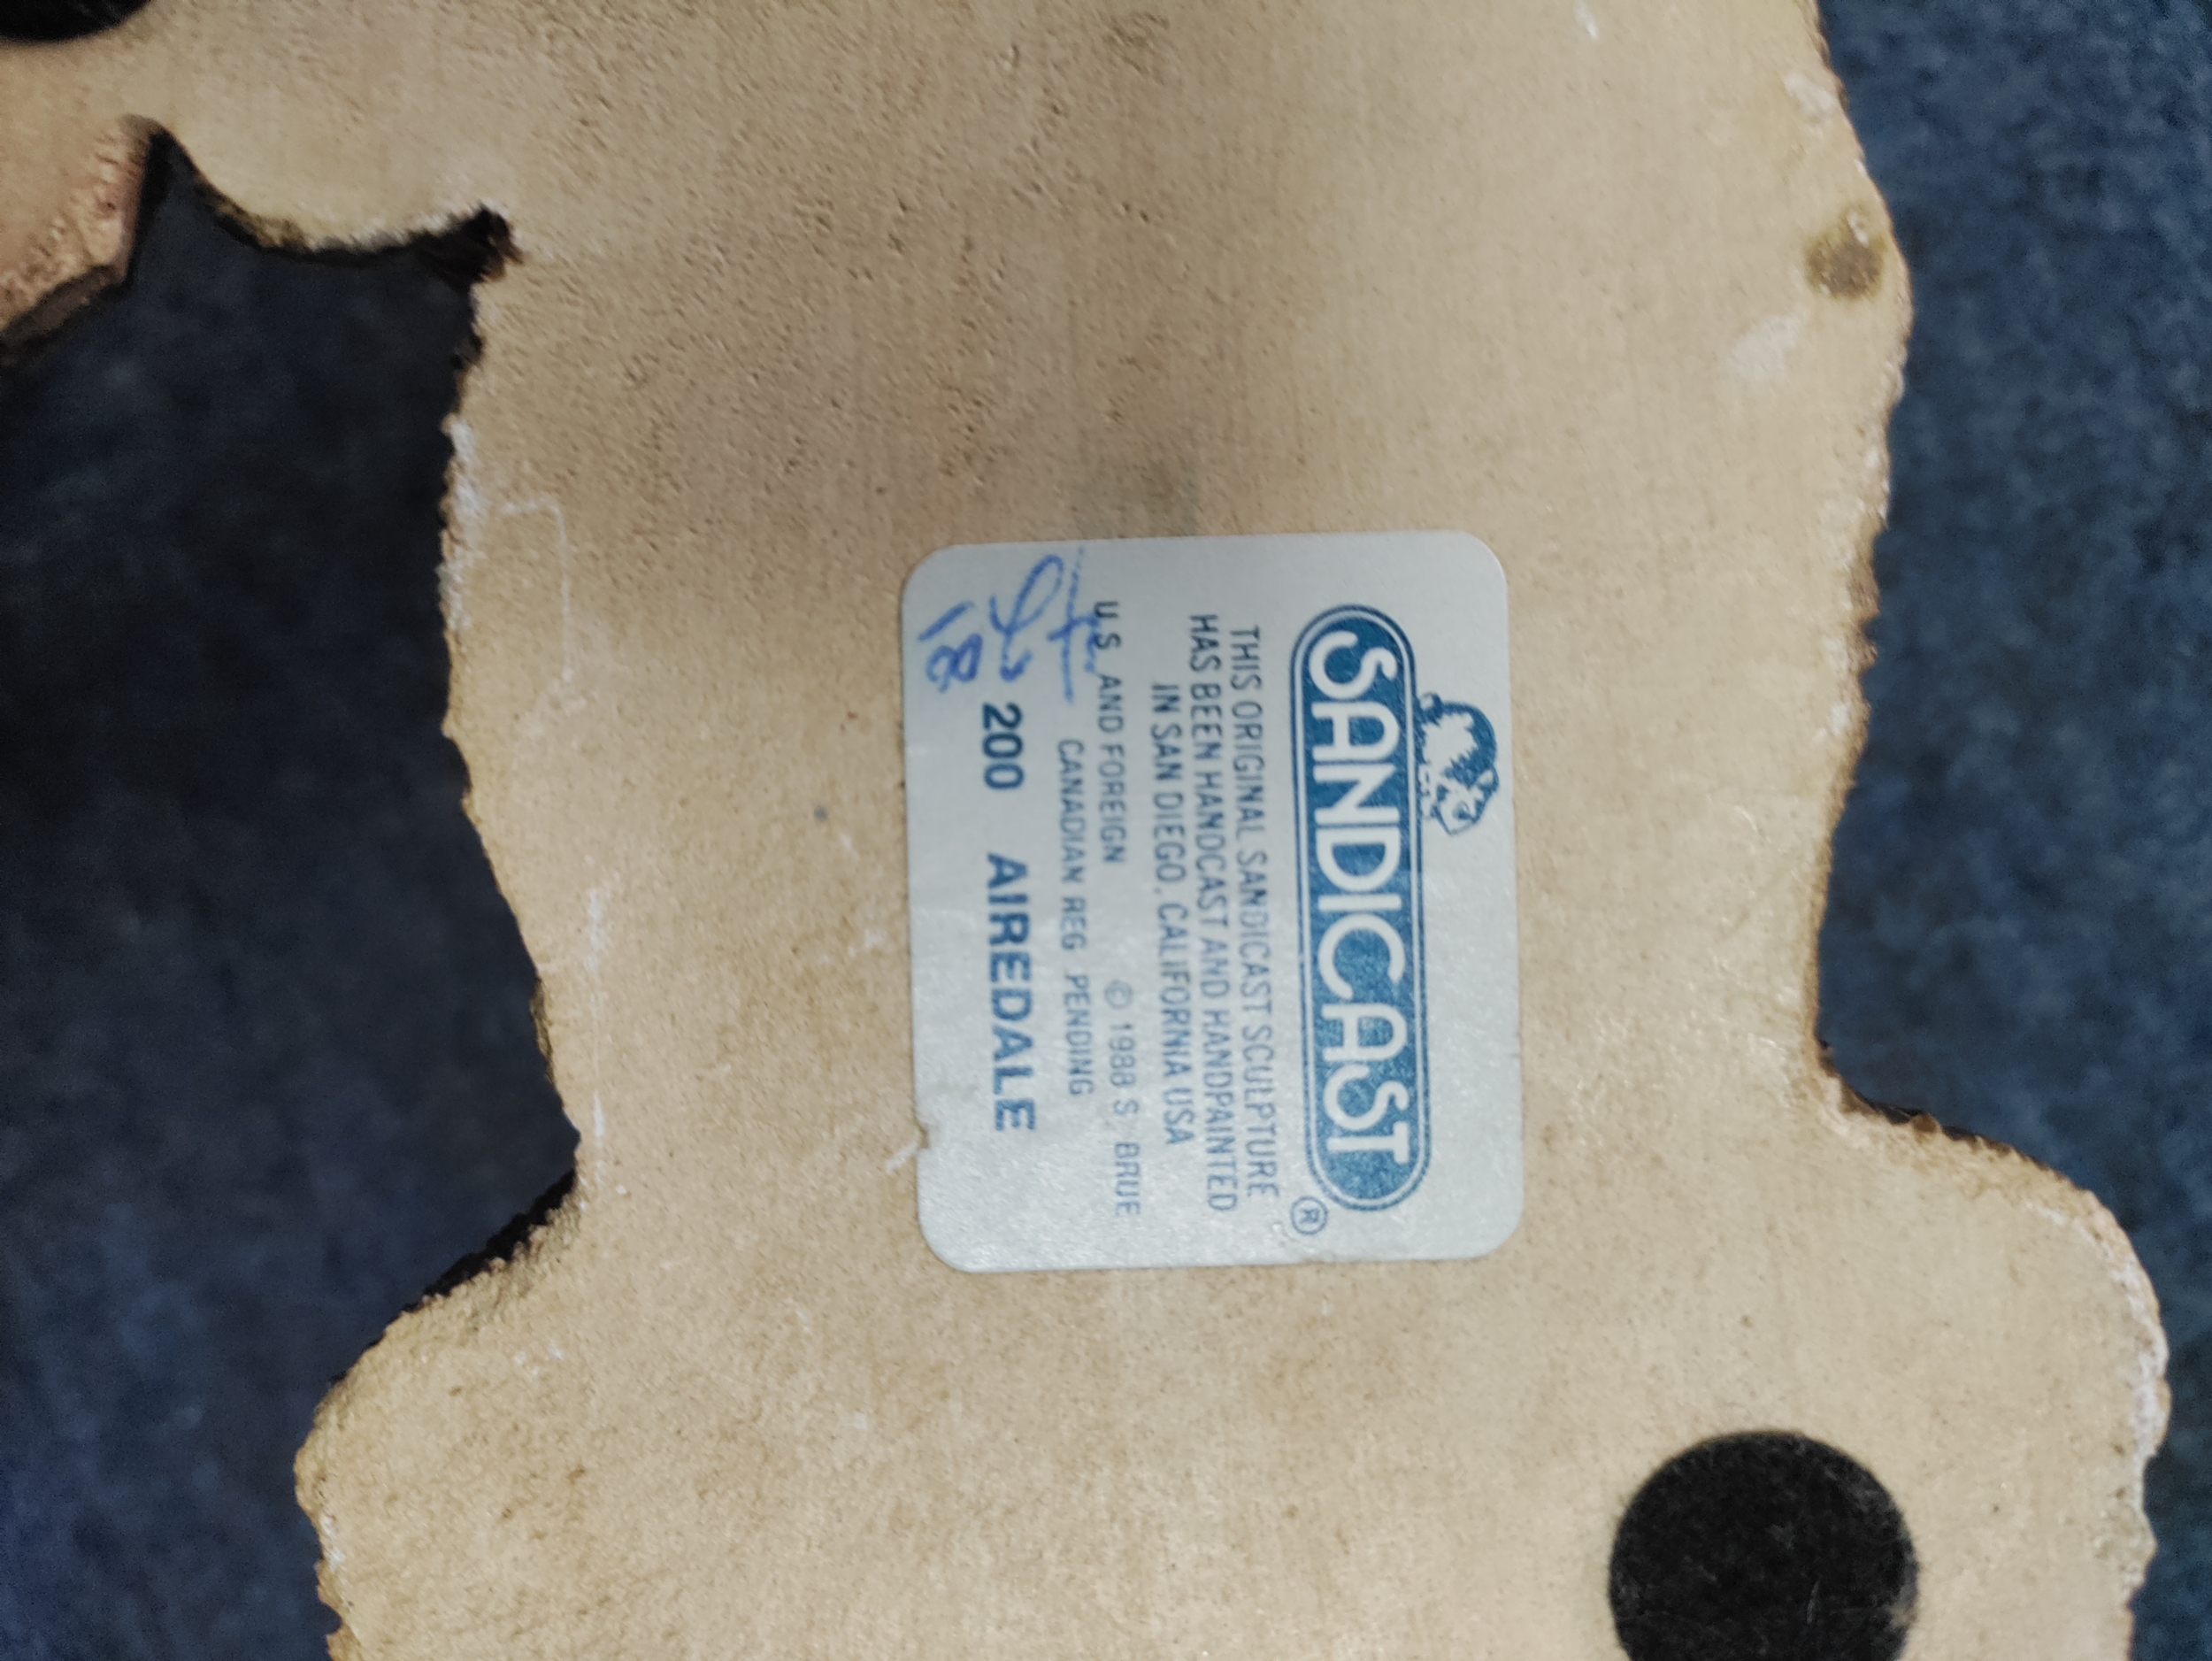 SANDICAST ®
THIS ORIGINAL SANDICAST SCULPTURE
HAS BEEN HANDCAST AND HANDPAINTED
IN SAN DIEGO, CALIFORNIA USA
U.S. AND FOREIGN © 1988 S. BRUE
CANADIAN REG PENDING
200 AIREDALE